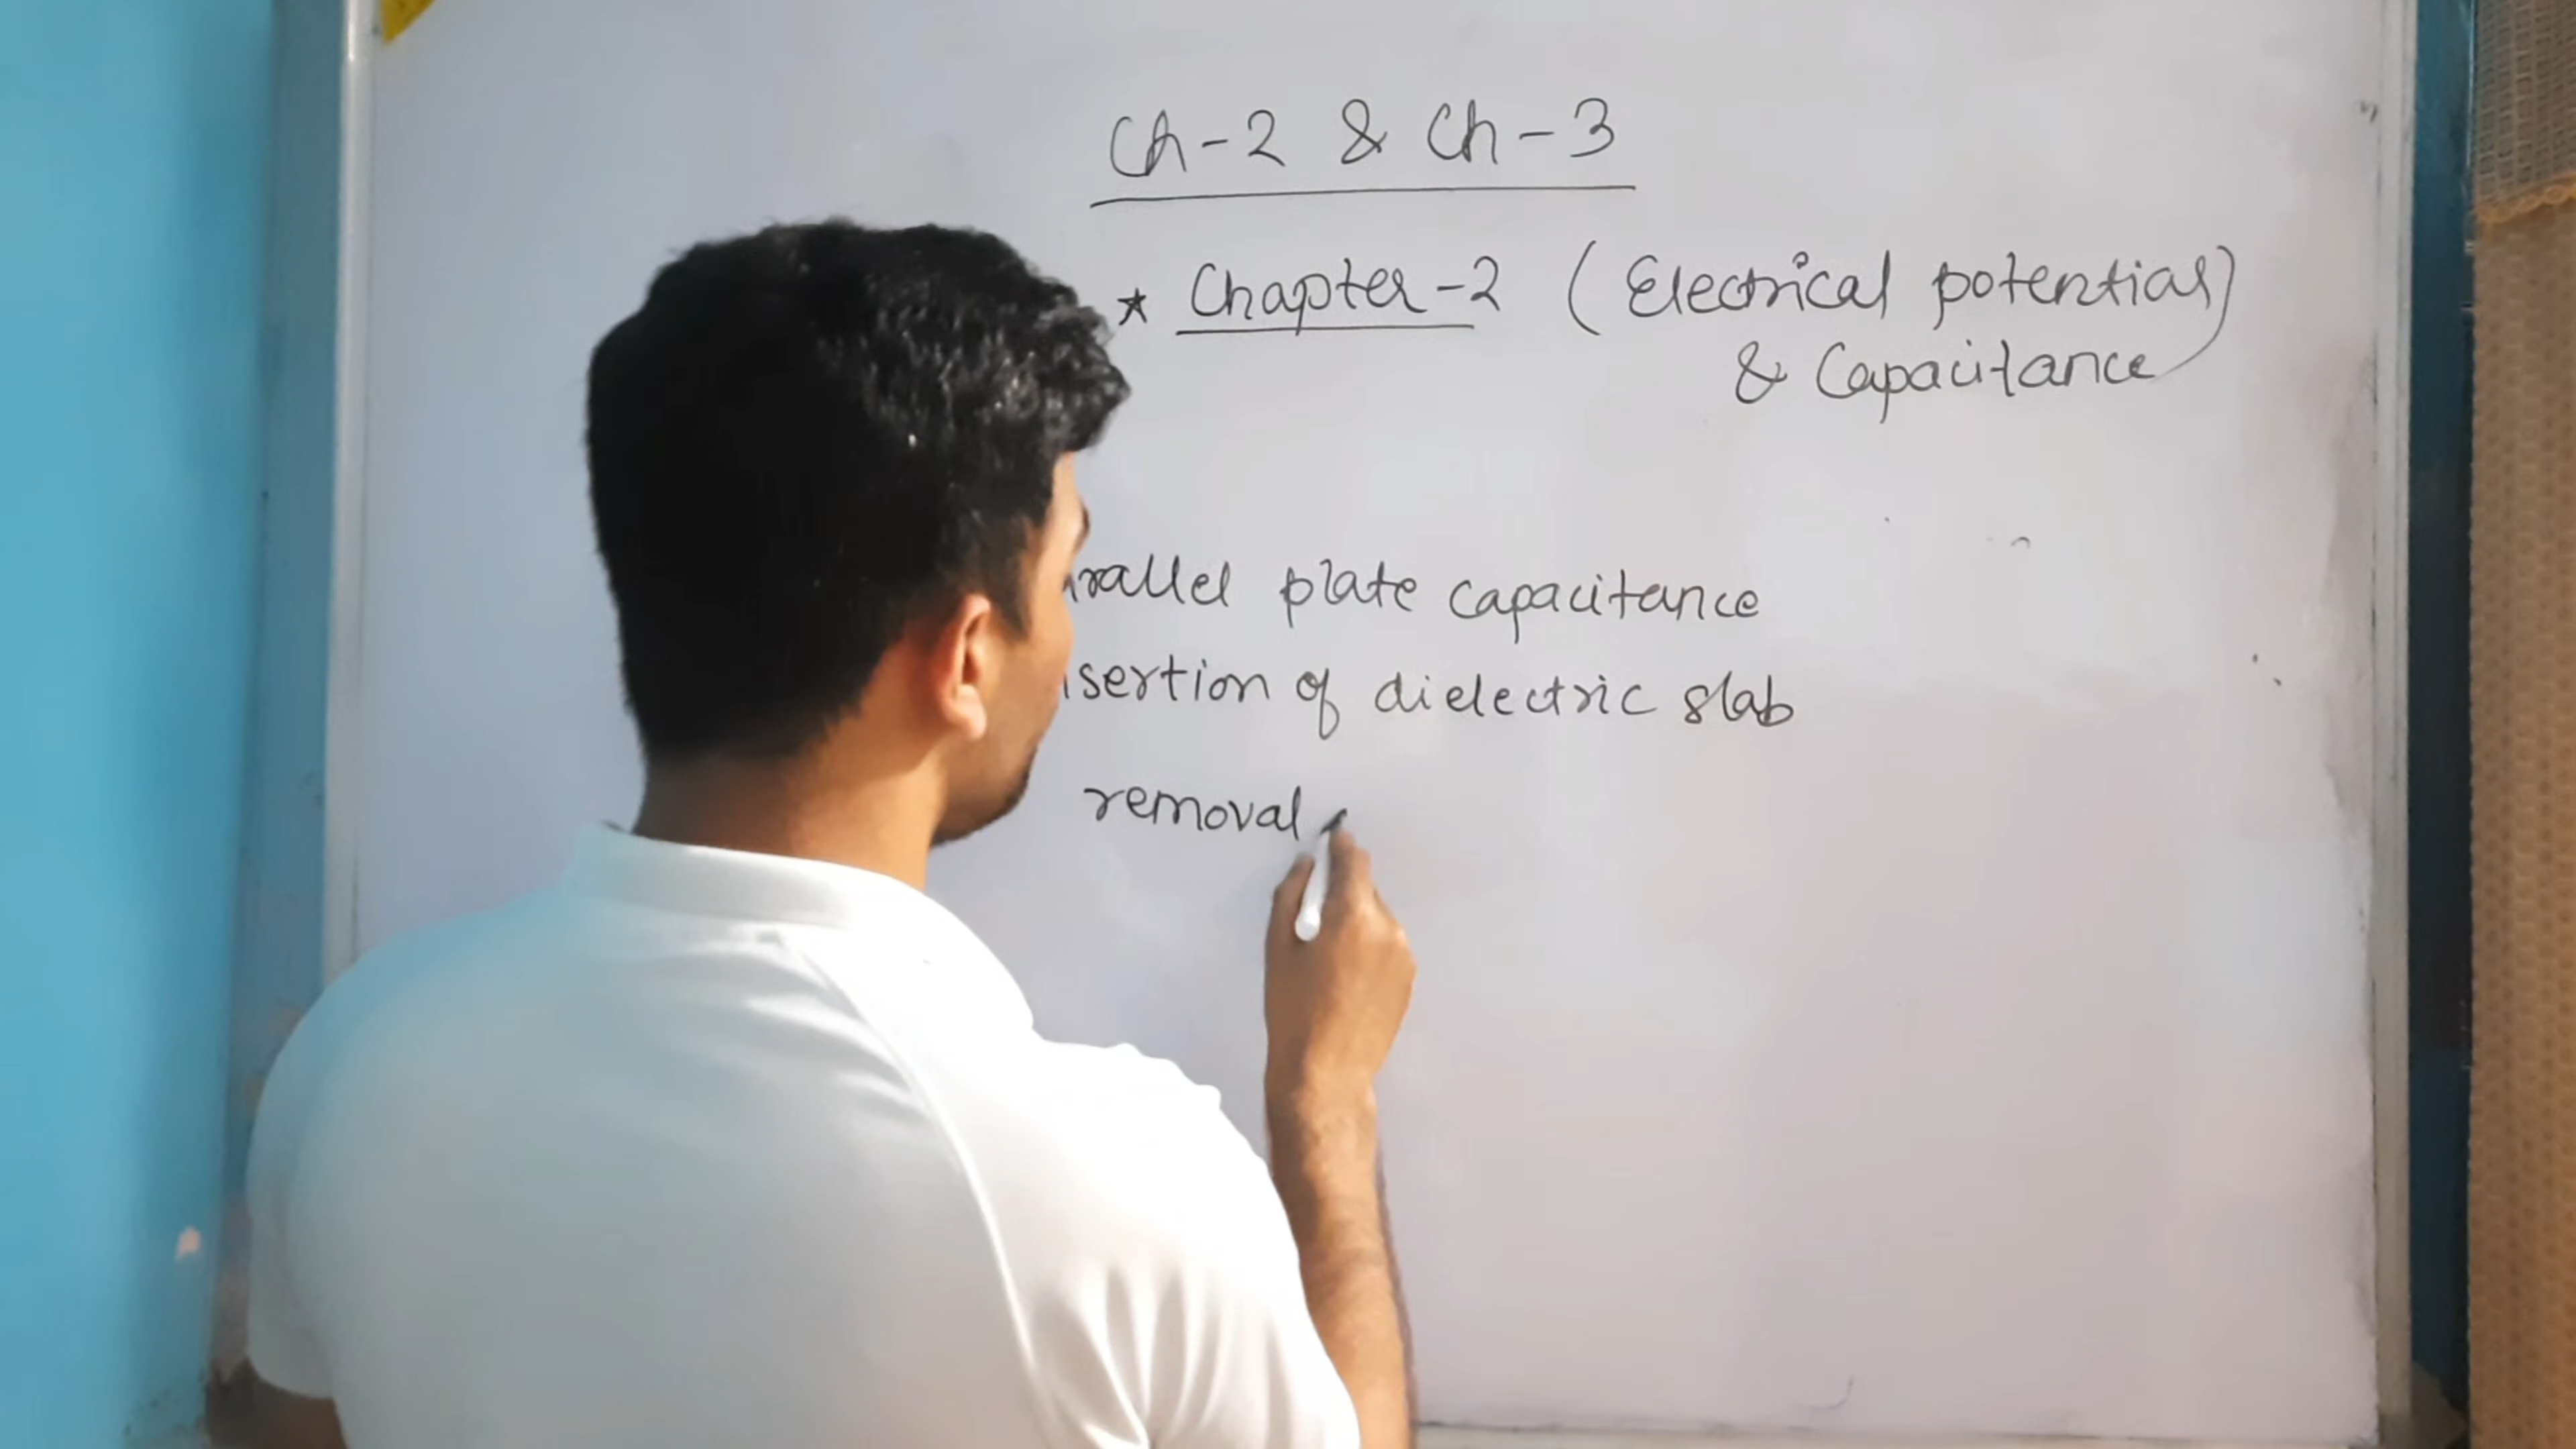 Ch-2 & Ch-3
★ Chapter-2 (Electrical potential)
& Capacitance
rallel plate capacitance
sertion of dielectric slab
removal